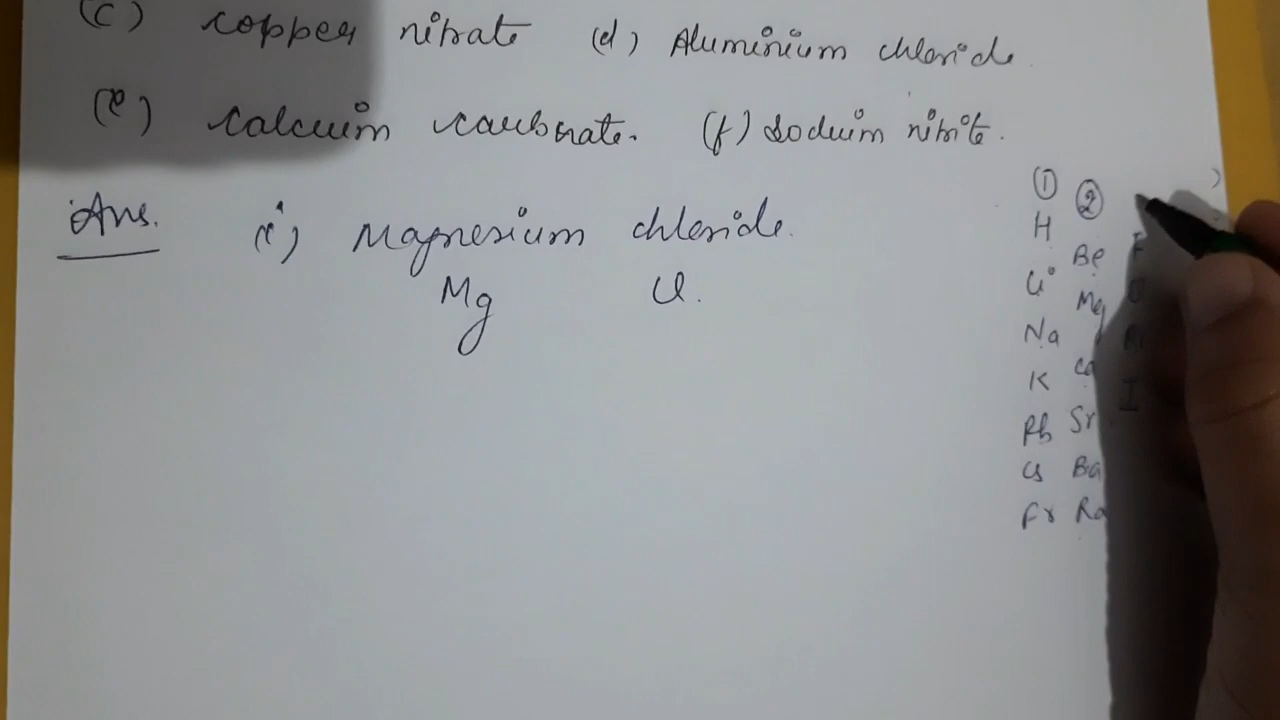 (c) copper nitrate (d) Aluminium chloride
(e) calcium carbonate. (f) sodium nitrite.
Ans. (i) Magnesium chloride.
Mg Cl.
① ②
H Be F
Li Mg
Na Ca
K Sr I
Rb Ba
Cs Ra
Fr